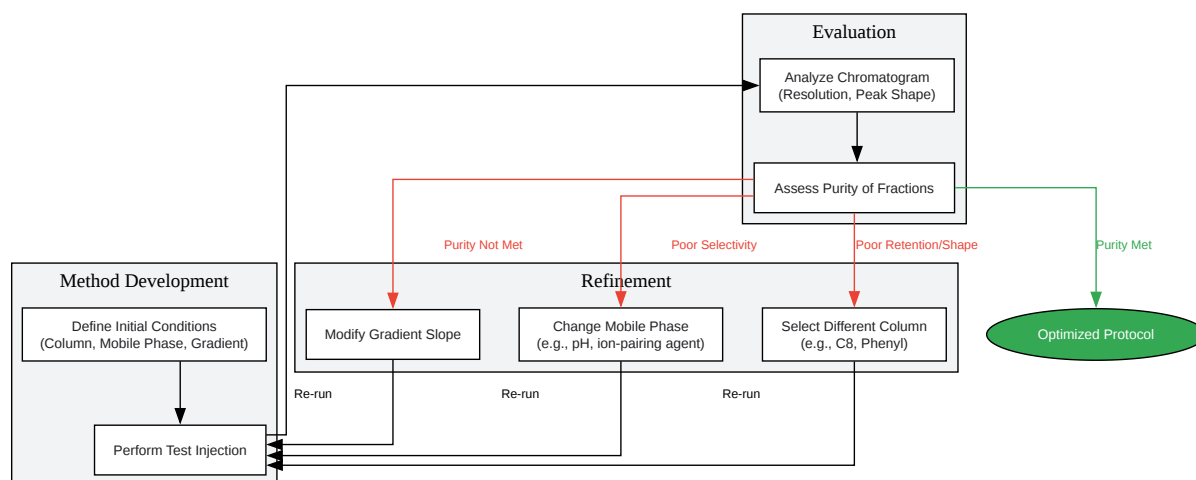 Evaluation
Analyze Chromatogram
(Resolution, Peak Shape)
Assess Purity of Fractions
Purity Not Met
Poor Selectivity
Poor Retention/Shape
Purity Met
Method Development
Define Initial Conditions
(Column, Mobile Phase, Gradient)
Perform Test Injection
Refinement
Modify Gradient Slope
Change Mobile Phase
(e.g., pH, ion-pairing agent)
Select Different Column
(e.g., C8, Phenyl)
Optimized Protocol
Re-run
Re-run
Re-run